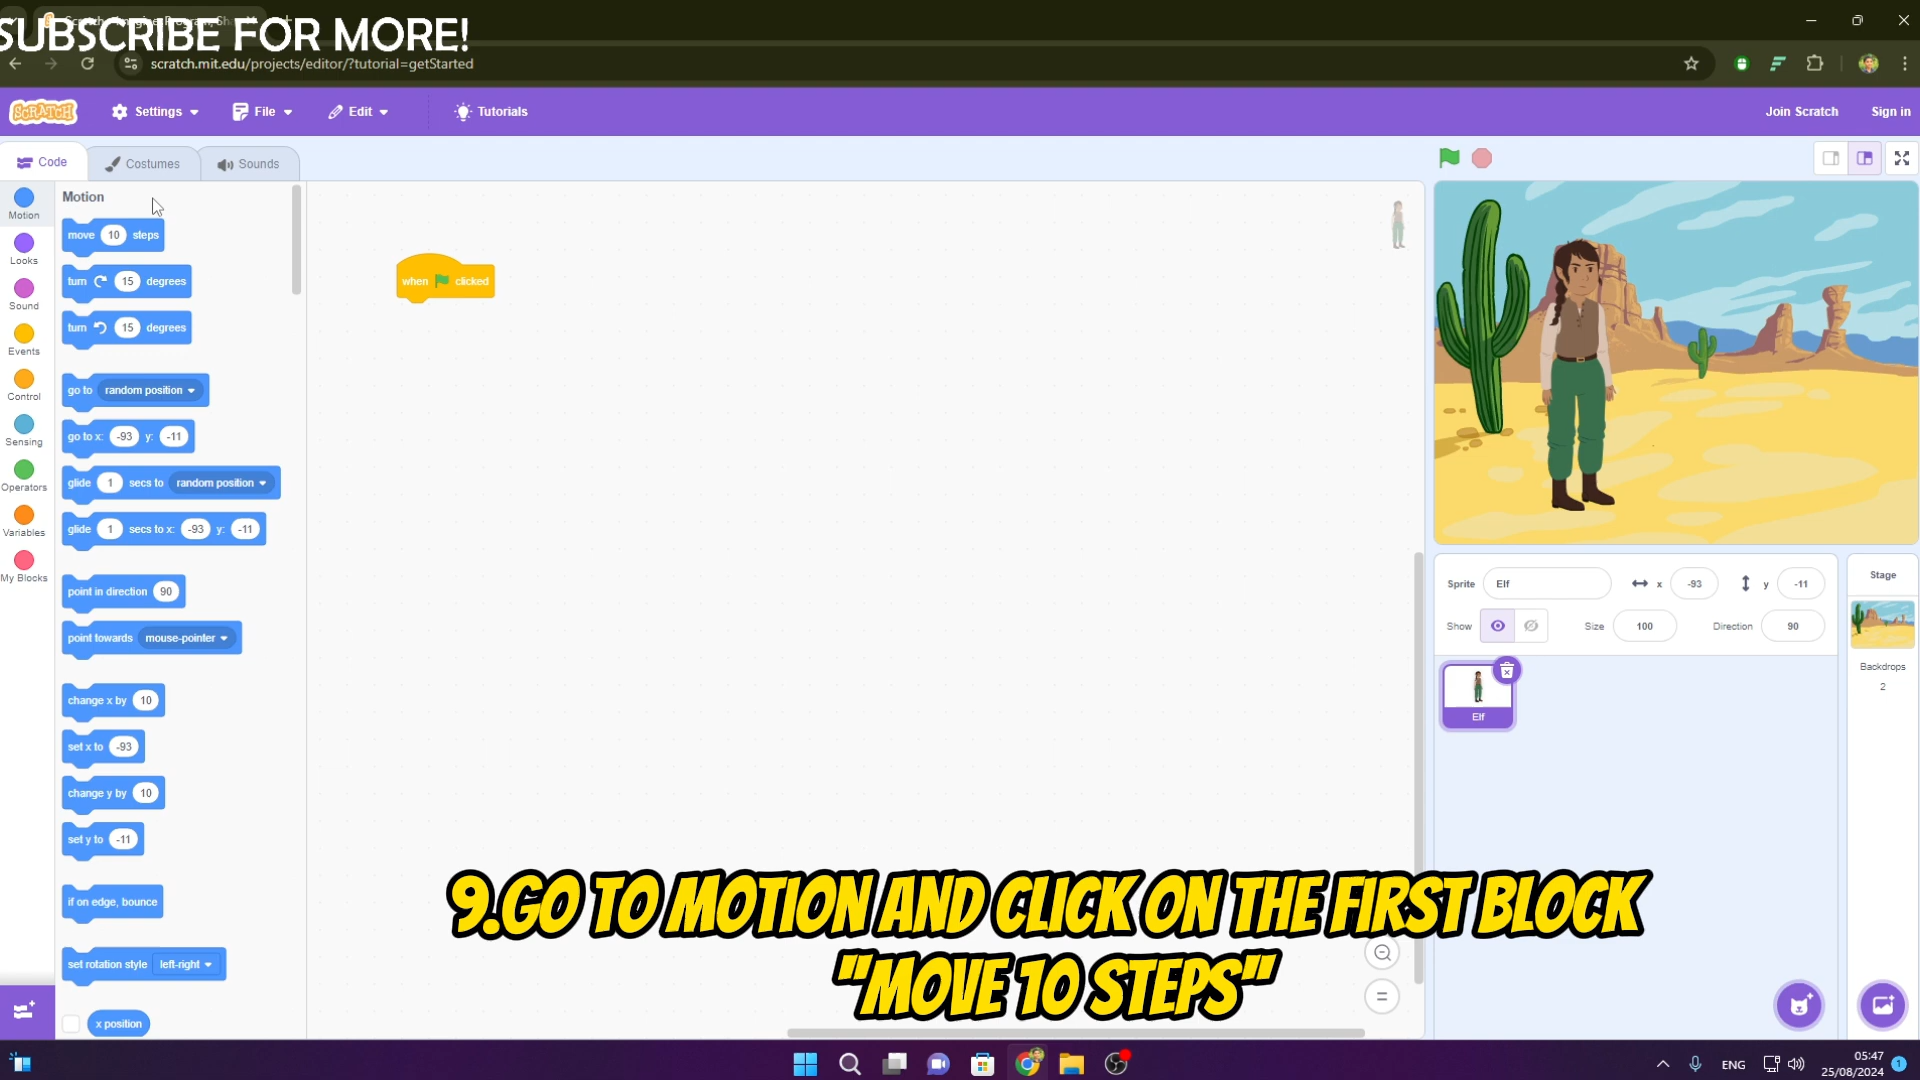 SUBSCRIBE FOR MORE!
scratch.mit.edu/projects/editor/?tutorial=getStarted
SCRATCH Settings File Edit Tutorials Join Scratch Sign in
Code Costumes Sounds
Motion
Looks
Sound
Events
Control
Sensing
Operators
Variables
My Blocks
Motion
move 10 steps
turn 15 degrees
turn 15 degrees
go to random position
go to x: -93 y: -11
glide 1 secs to random position
glide 1 secs to x: -93 y: -11
point in direction 90
point towards mouse-pointer
change x by 10
set x to -93
change y by 10
set y to -11
if on edge, bounce
set rotation style left-right
x position
when clicked
Sprite Elf x -93 y -11
Show Size 100 Direction 90
Elf
Stage
Backdrops
2
9.GO TO MOTION AND CLICK ON THE FIRST BLOCK
"MOVE 10 STEPS"
ENG
05:47
25/08/2024
1